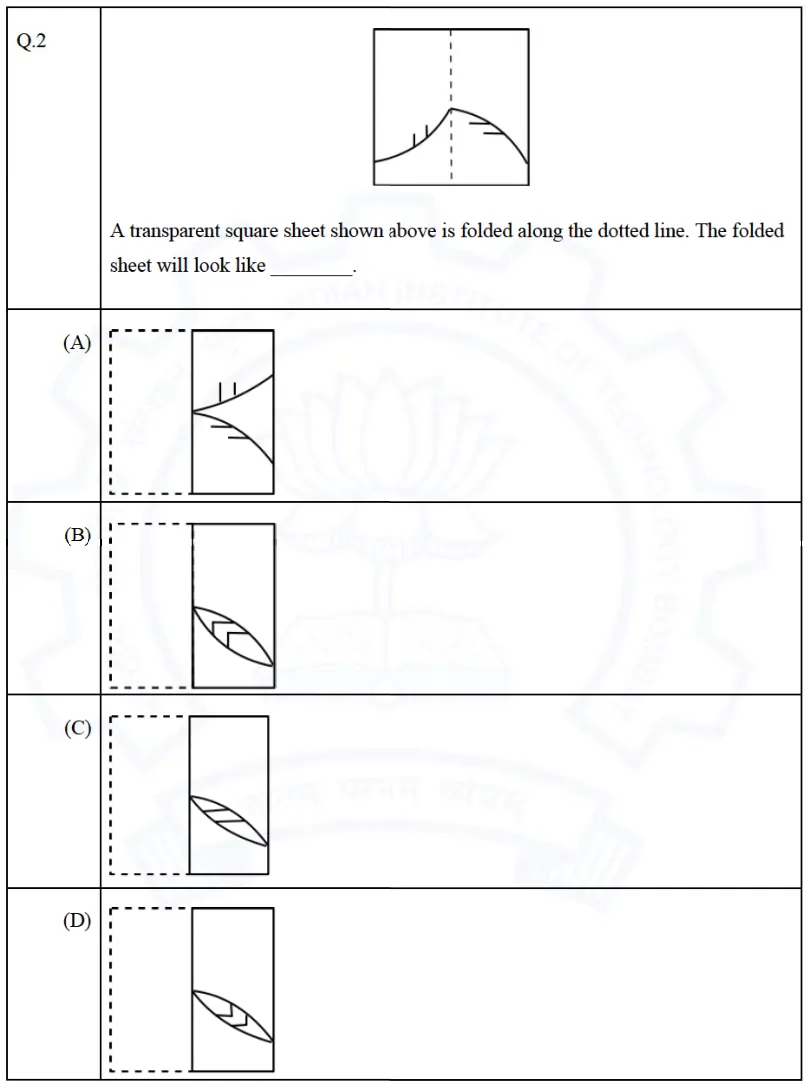 Q.2
A transparent square sheet shown above is folded along the dotted line. The folded
sheet will look like ________.
(A)
(B)
(C)
(D)